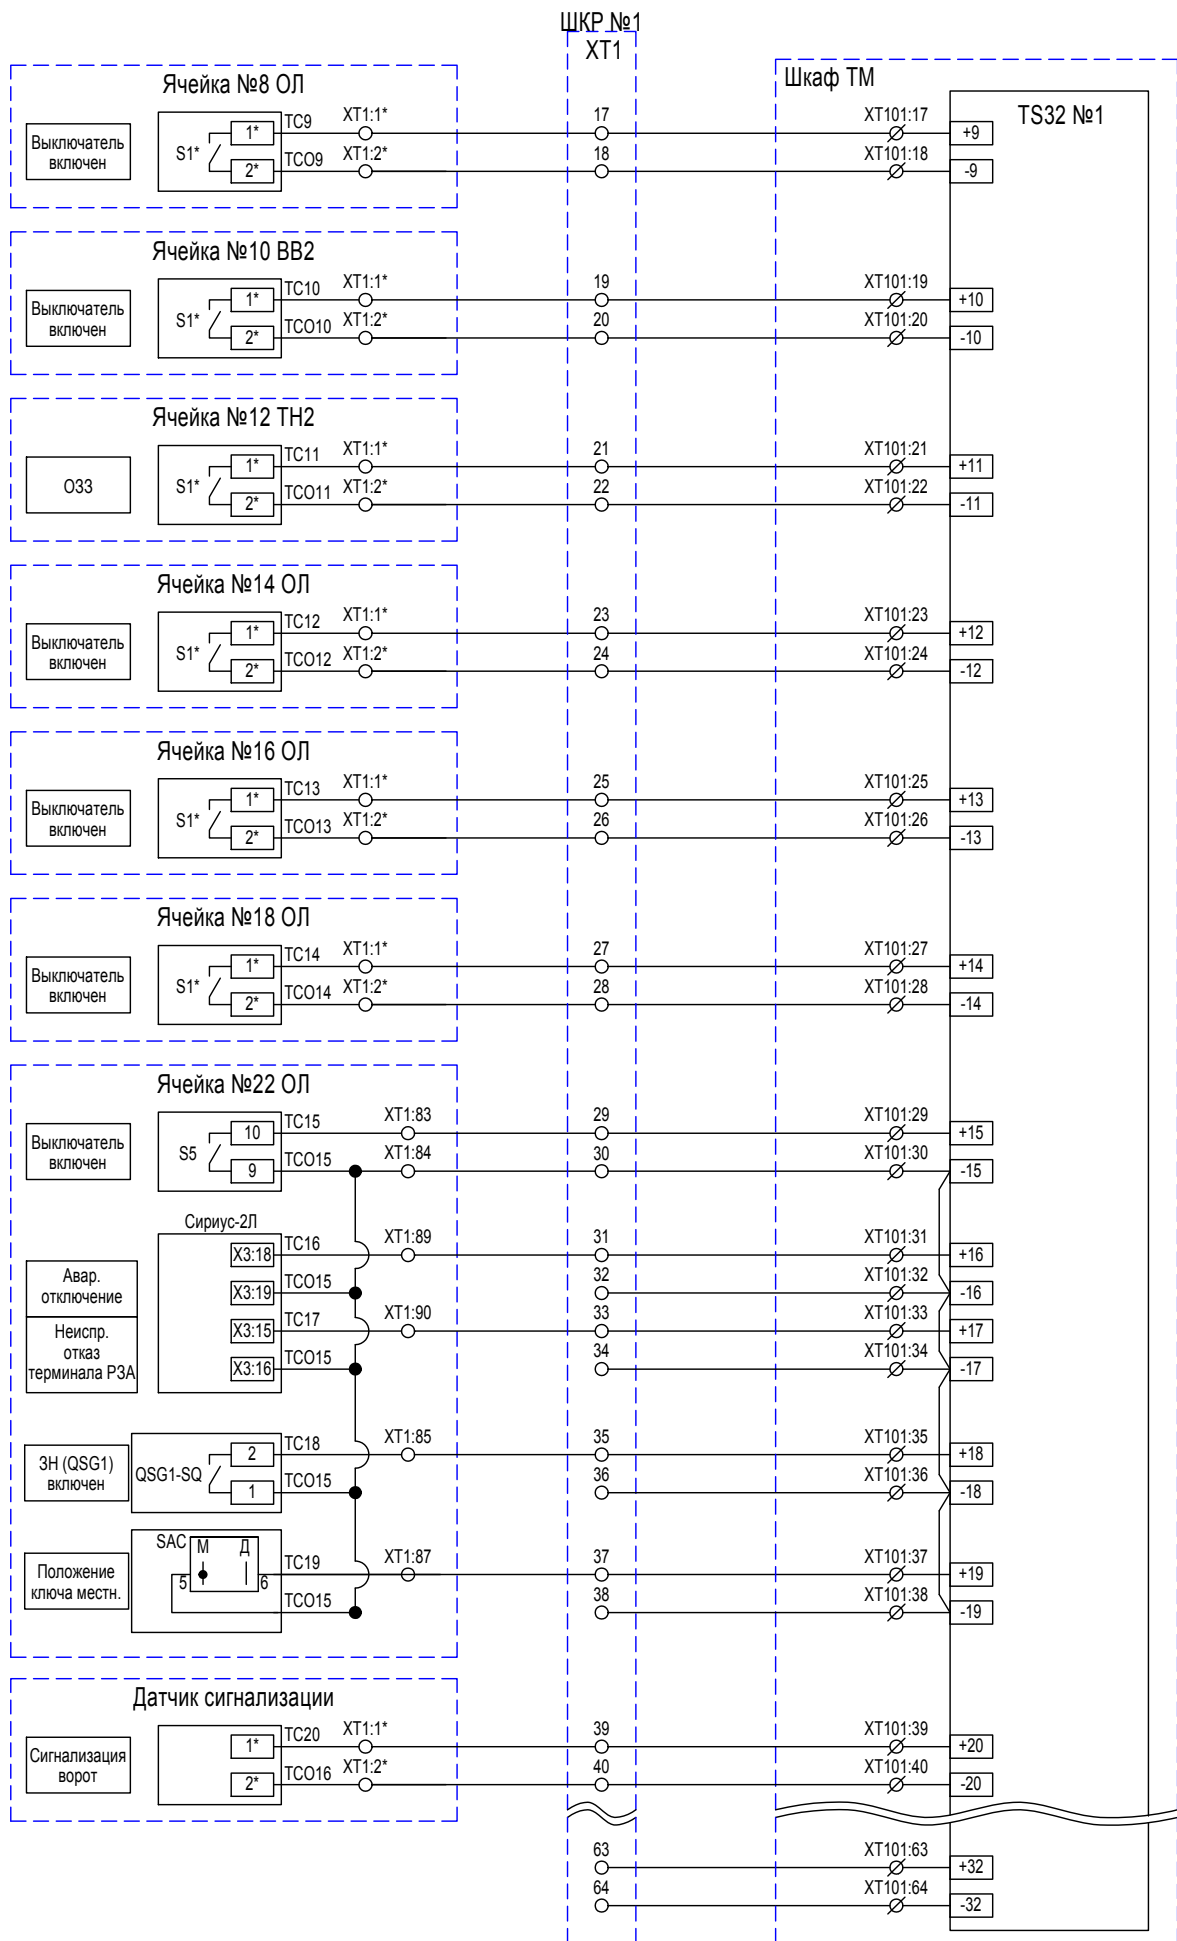 ШКР №1
XT1
Шкаф ТМ
TS32 №1
Ячейка №8 ОЛ
Выключатель
включен
S1*
1*
TC9
XT1:1*
17
XT101:17
+9
2*
TCO9
XT1:2*
18
XT101:18
-9
Ячейка №10 ВВ2
Выключатель
включен
S1*
1*
TC10
XT1:1*
19
XT101:19
+10
2*
TCO10
XT1:2*
20
XT101:20
-10
Ячейка №12 ТН2
ОЗЗ
S1*
1*
TC11
XT1:1*
21
XT101:21
+11
2*
TCO11
XT1:2*
22
XT101:22
-11
Ячейка №14 ОЛ
Выключатель
включен
S1*
1*
TC12
XT1:1*
23
XT101:23
+12
2*
TCO12
XT1:2*
24
XT101:24
-12
Ячейка №16 ОЛ
Выключатель
включен
S1*
1*
TC13
XT1:1*
25
XT101:25
+13
2*
TCO13
XT1:2*
26
XT101:26
-13
Ячейка №18 ОЛ
Выключатель
включен
S1*
1*
TC14
XT1:1*
27
XT101:27
+14
2*
TCO14
XT1:2*
28
XT101:28
-14
Ячейка №22 ОЛ
Выключатель
включен
S5
10
TC15
XT1:83
29
XT101:29
+15
9
TCO15
XT1:84
30
XT101:30
-15
Сириус-2Л
Авар.
отключение
X3:18
TC16
XT1:89
31
XT101:31
+16
X3:19
TCO15
32
XT101:32
-16
Неиспр.
отказ
терминала РЗА
X3:15
TC17
XT1:90
33
XT101:33
+17
X3:16
TCO15
34
XT101:34
-17
ЗН (QSG1)
включен
QSG1-SQ
2
TC18
XT1:85
35
XT101:35
+18
1
TCO15
36
XT101:36
-18
Положение
ключа местн.
SAC
М
Д
5
6
TC19
XT1:87
37
XT101:37
+19
TCO15
38
XT101:38
-19
Датчик сигнализации
Сигнализация
ворот
1*
TC20
XT1:1*
39
XT101:39
+20
2*
TCO16
XT1:2*
40
XT101:40
-20
63
XT101:63
+32
64
XT101:64
-32